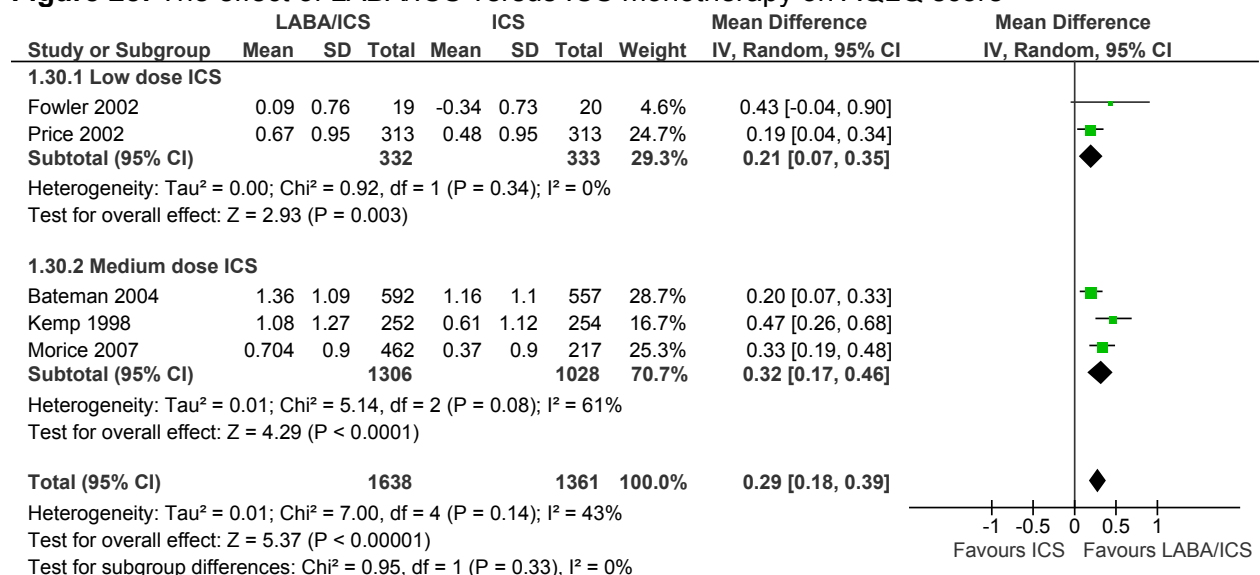 Figure 28. The effect of LABA/ICS versus ICS monotherapy on AQLQ score
LABA/ICS ICS Mean Difference Mean Difference
Study or Subgroup Mean SD Total Mean SD Total Weight IV, Random, 95% CI IV, Random, 95% CI
1.30.1 Low dose ICS
Fowler 2002 0.09 0.76 19 -0.34 0.73 20 4.6% 0.43 [-0.04, 0.90]
Price 2002 0.67 0.95 313 0.48 0.95 313 24.7% 0.19 [0.04, 0.34]
Subtotal (95% CI) 332 333 29.3% 0.21 [0.07, 0.35]
Heterogeneity: Tau² = 0.00; Chi² = 0.92, df = 1 (P = 0.34); I² = 0%
Test for overall effect: Z = 2.93 (P = 0.003)
1.30.2 Medium dose ICS
Bateman 2004 1.36 1.09 592 1.16 1.1 557 28.7% 0.20 [0.07, 0.33]
Kemp 1998 1.08 1.27 252 0.61 1.12 254 16.7% 0.47 [0.26, 0.68]
Morice 2007 0.704 0.9 462 0.37 0.9 217 25.3% 0.33 [0.19, 0.48]
Subtotal (95% CI) 1306 1028 70.7% 0.32 [0.17, 0.46]
Heterogeneity: Tau² = 0.01; Chi² = 5.14, df = 2 (P = 0.08); I² = 61%
Test for overall effect: Z = 4.29 (P < 0.0001)
Total (95% CI) 1638 1361 100.0% 0.29 [0.18, 0.39]
Heterogeneity: Tau² = 0.01; Chi² = 7.00, df = 4 (P = 0.14); I² = 43%
Test for overall effect: Z = 5.37 (P < 0.00001)
Test for subgroup differences: Chi² = 0.95, df = 1 (P = 0.33), I² = 0%
-1 -0.5 0 0.5 1
Favours ICS Favours LABA/ICS